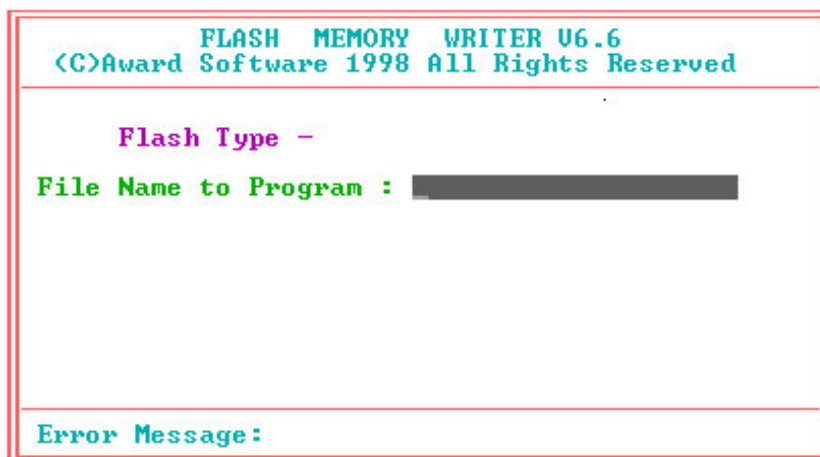 FLASH MEMORY WRITER V6.6
(C)Award Software 1998 All Rights Reserved
Flash Type -
File Name to Program :
Error Message: